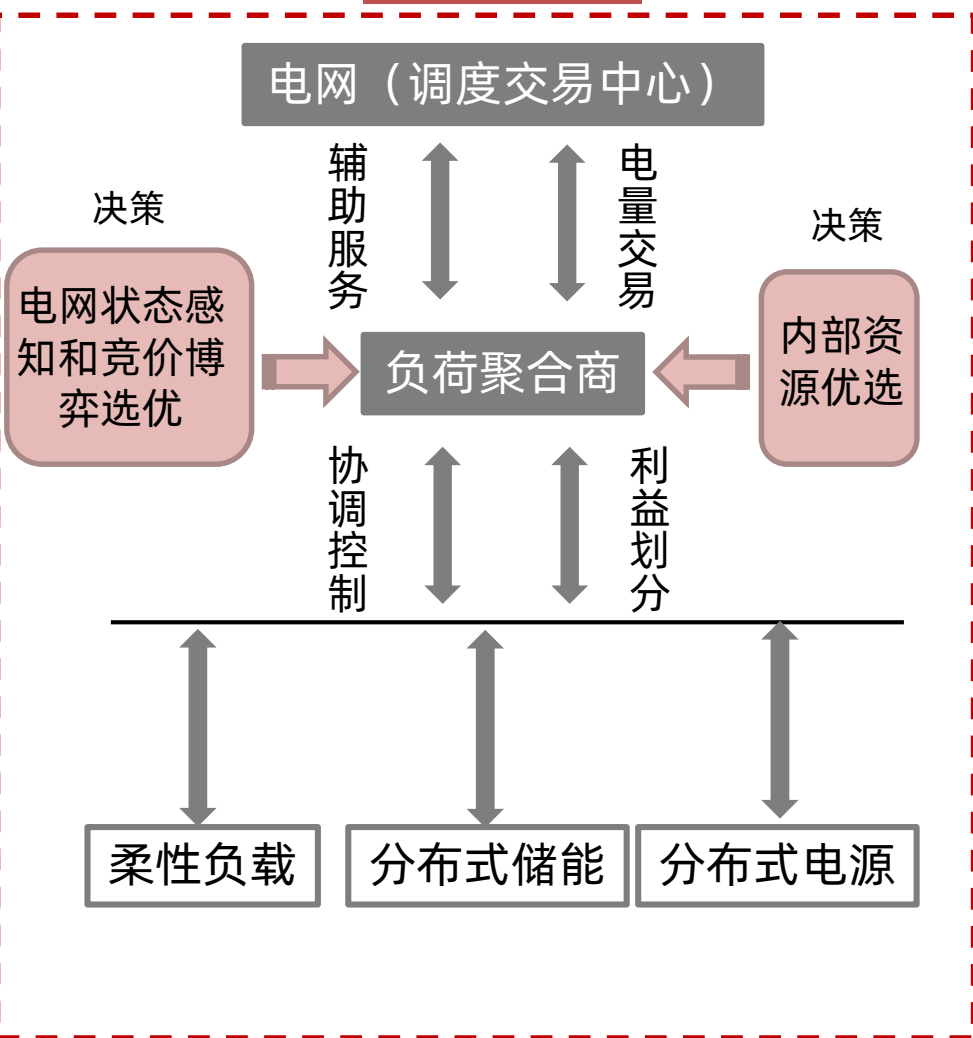 电网（调度交易中心）
辅助服务
电量交易
决策
决策
电网状态感
知和竞价博
弈选优
负荷聚合商
内部资
源优选
协调控制
利益划分
柔性负载
分布式储能
分布式电源